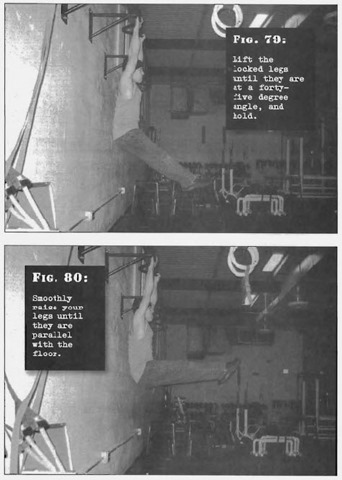 FIG. 79:
Lift the
locked legs
until they are
at a forty-
five degree
angle, and
hold.
FIG. 80:
Smoothly
raise your
legs until
they are
parallel
with the
floor.